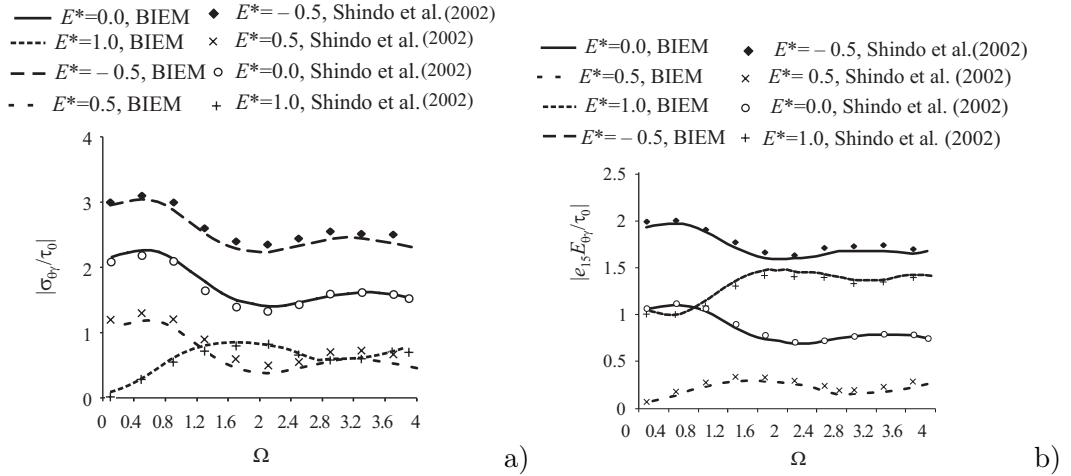 E*=0.0, BIEM
E*= – 0.5, Shindo et al. (2002)
E*=1.0, BIEM
E*=0.5, Shindo et al. (2002)
E*= – 0.5, BIEM
E*=0.0, Shindo et al. (2002)
E*=0.5, BIEM
E*=1.0, Shindo et al. (2002)
4
3
2
1
0
|σθγ/τ0|
0 0.4 0.8 1.2 1.6 2 2.4 2.8 3.2 3.6 4
Ω
a)
E*=0.0, BIEM
E*= – 0.5, Shindo et al. (2002)
E*=0.5, BIEM
E*= 0.5, Shindo et al. (2002)
E*=1.0, BIEM
E*=0.0, Shindo et al. (2002)
E*= – 0.5, BIEM
E*=1.0, Shindo et al. (2002)
2.5
2
1.5
1
0.5
0
|e15Eθγ/τ0|
0 0.4 0.8 1.2 1.6 2 2.4 2.8 3.2 3.6 4
Ω
b)